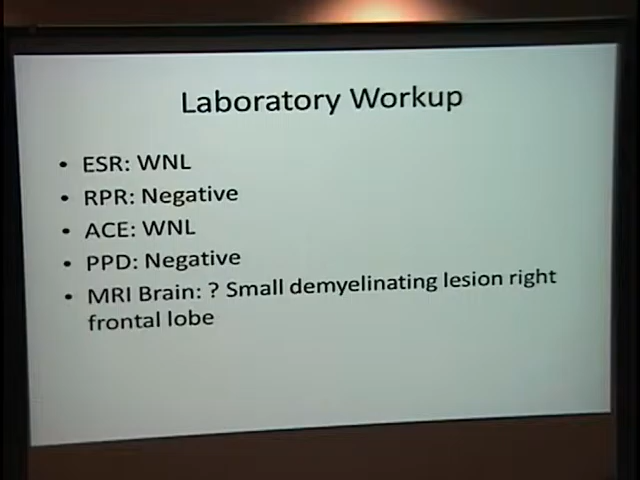 Laboratory Workup
• ESR: WNL
• RPR: Negative
• ACE: WNL
• PPD: Negative
• MRI Brain: ? Small demyelinating lesion right
frontal lobe